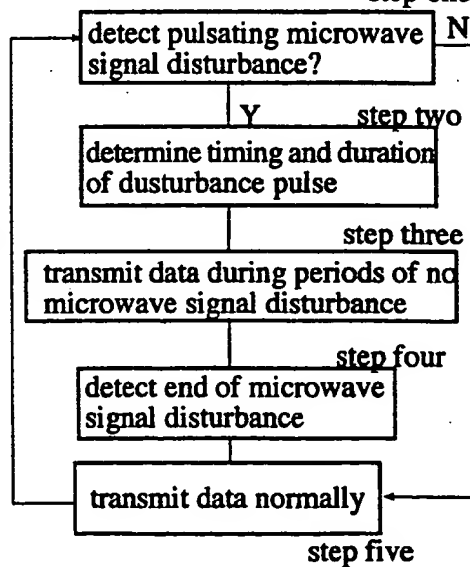 step one
detect pulsating microwave
signal disturbance?
N
Y
step two
determine timing and duration
of dusturbance pulse
step three
transmit data during periods of no
microwave signal disturbance
step four
detect end of microwave
signal disturbance
transmit data normally
step five